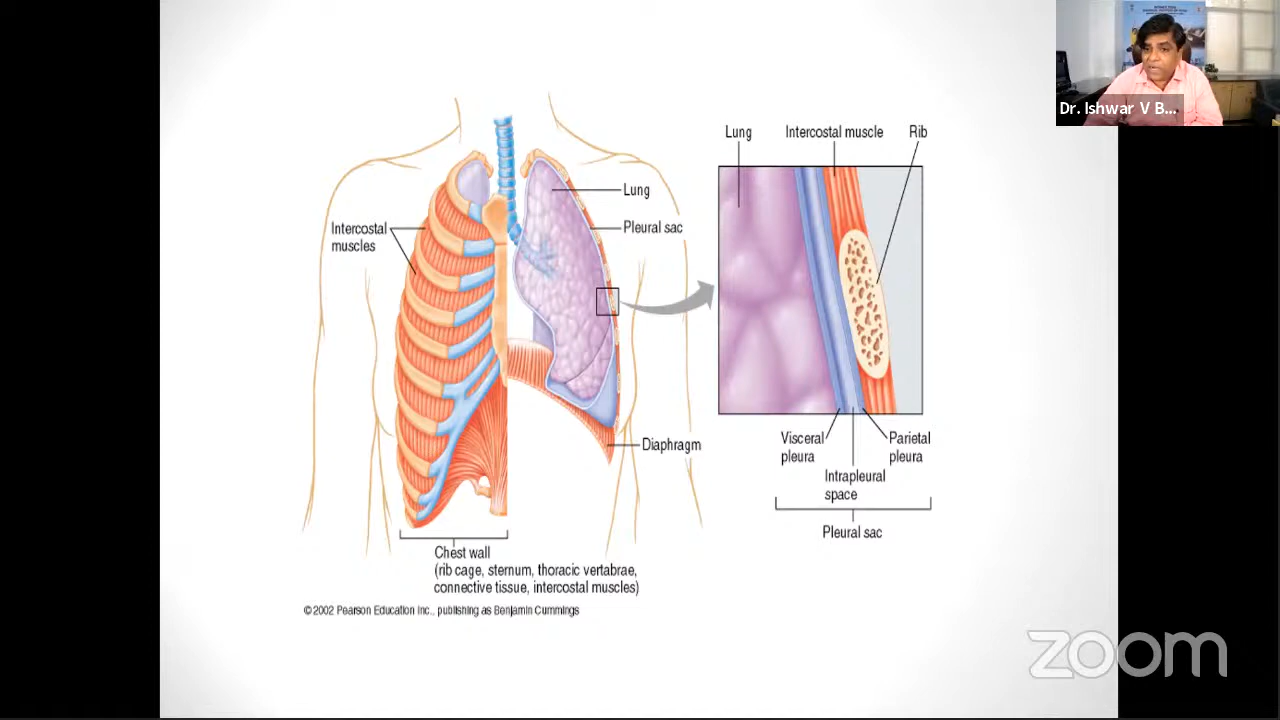 Dr. Ishwar V B...
Lung
Intercostal muscle
Rib
Lung
Pleural sac
Intercostal
muscles
Diaphragm
Visceral
pleura
Parietal
pleura
Intrapleural
space
Pleural sac
Chest wall
(rib cage, sternum, thoracic vertabrae,
connective tissue, intercostal muscles)
© 2002 Pearson Education Inc., publishing as Benjamin Cummings
zoom